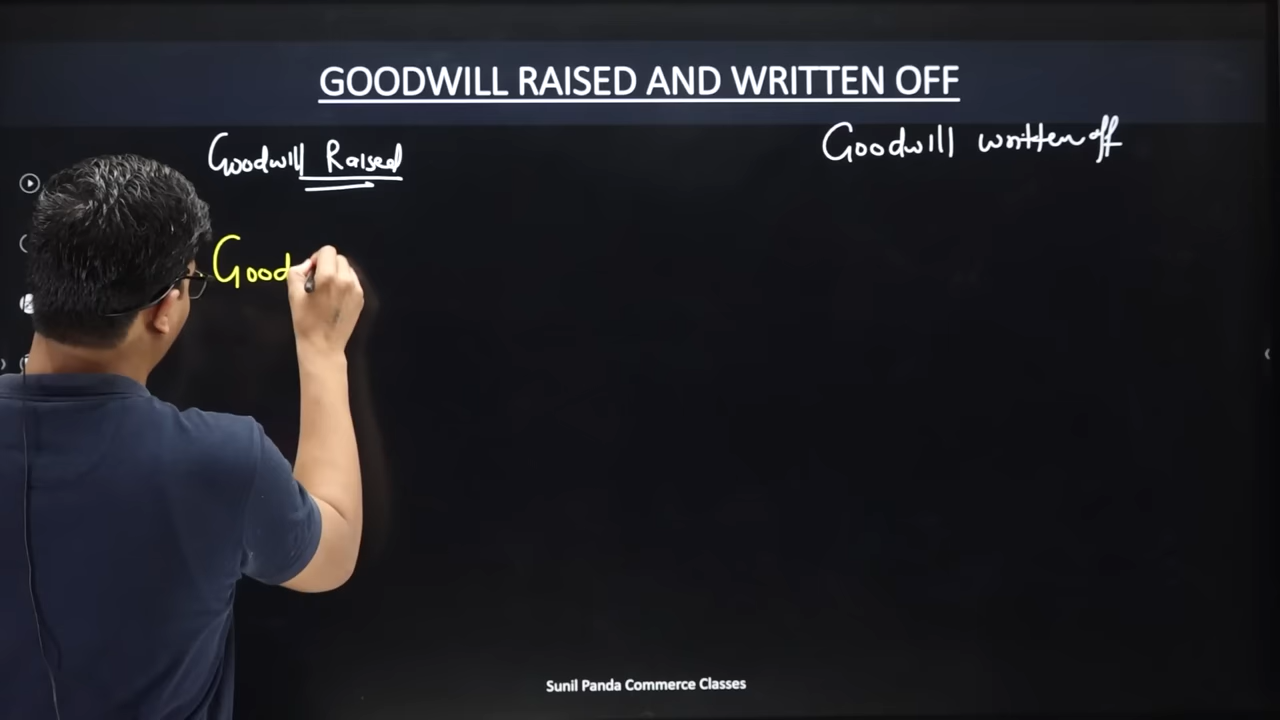 GOODWILL RAISED AND WRITTEN OFF
Goodwill Raised
Goodwill written off
Good
Sunil Panda Commerce Classes